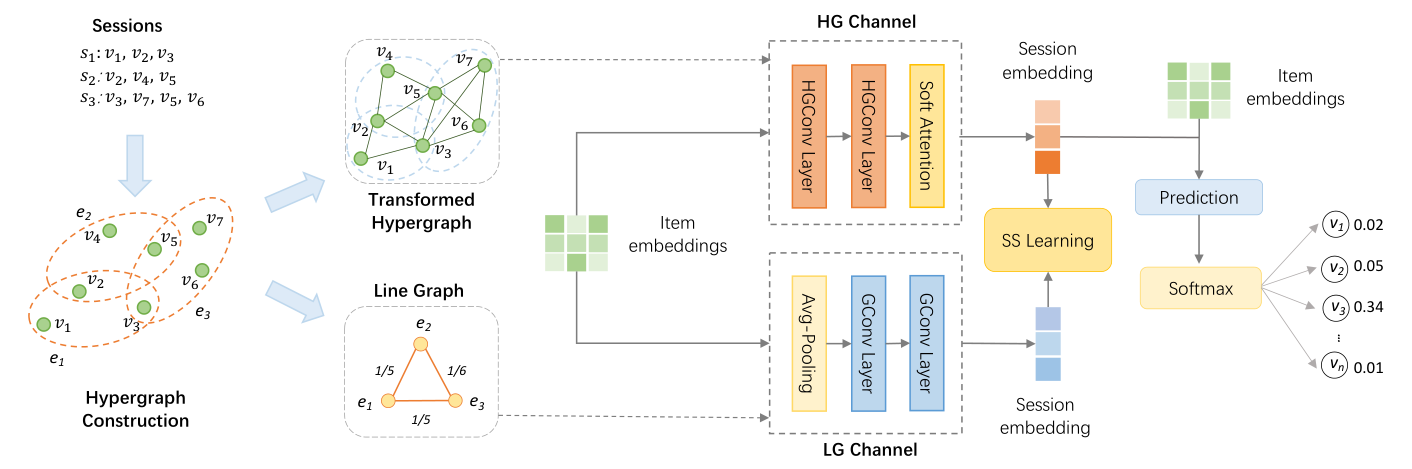 Sessions
s1: v1, v2, v3
s2: v2, v4, v5
s3: v3, v7, v5, v6
e2
v4
v5
v7
v2
v6
v1
v3
e3
e1
Hypergraph
Construction
v4
v7
v5
v2
v6
v3
v1
Transformed
Hypergraph
Line Graph
e2
1/5
1/6
e1
e3
1/5
Item
embeddings
HG Channel
HGConv Layer
HGConv Layer
Soft Attention
Avg-Pooling
GConv Layer
GConv Layer
LG Channel
Session
embedding
SS Learning
Session
embedding
Item
embeddings
Prediction
Softmax
v1 0.02
v2 0.05
v3 0.34
...
vn 0.01